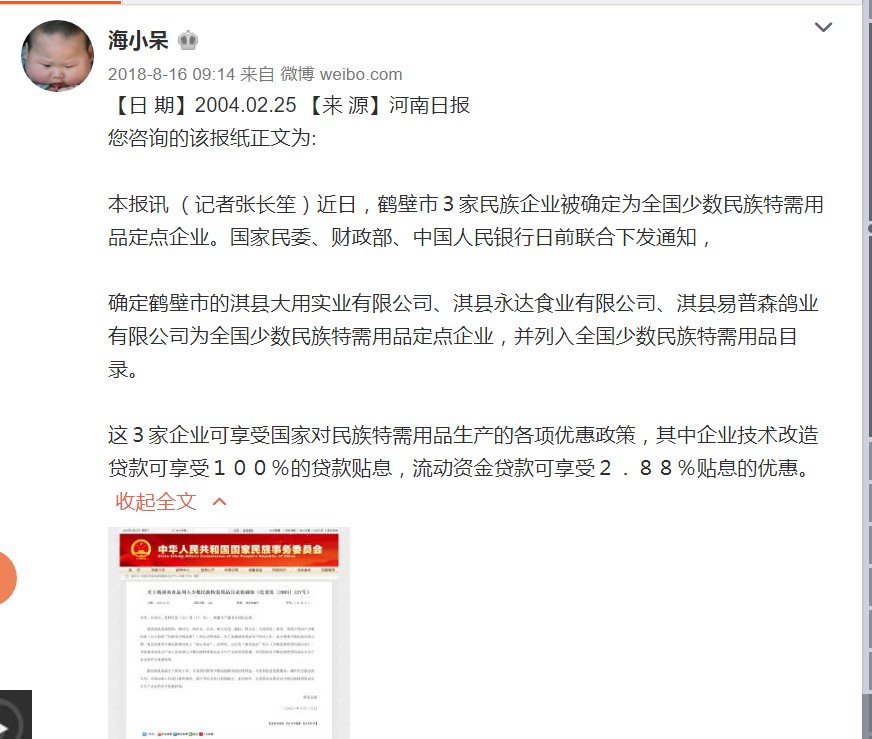 海小呆
2018-8-16 09:14 来自 微博 weibo.com
【日 期】2004.02.25 【来 源】河南日报
您咨询的该报纸正文为:
本报讯 （记者张长笙）近日，鹤壁市３家民族企业被确定为全国少数民族特需用
品定点企业。国家民委、财政部、中国人民银行日前联合下发通知，
确定鹤壁市的淇县大用实业有限公司、淇县永达食业有限公司、淇县易普森鸽业
有限公司为全国少数民族特需用品定点企业，并列入全国少数民族特需用品目
录。
这３家企业可享受国家对民族特需用品生产的各项优惠政策，其中企业技术改造
贷款可享受１００％的贷款贴息，流动资金贷款可享受２．８８％贴息的优惠。
收起全文
中华人民共和国国家民族事务委员会